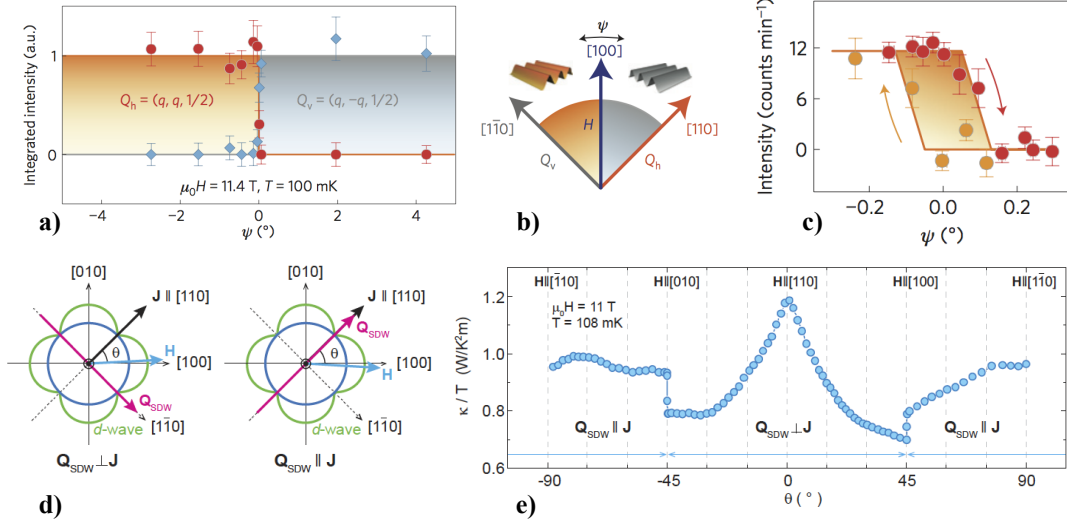 Integrated intensity (a.u.)
1
0
Q_h = (q, q, 1/2)
Q_v = (q, -q, 1/2)
μ₀H = 11.4 T, T = 100 mK
−4
−2
0
2
4
ψ (°)
a)
ψ
[100]
[11̄0]
[110]
H
Q_v
Q_h
b)
Intensity (counts min⁻¹)
12
6
0
−0.2
0.0
0.2
ψ (°)
c)
[010]
J ∥ [110]
θ
H
[100]
Q_SDW
d-wave
[11̄0]
Q_SDW ⊥ J
[010]
J ∥ [110]
Q_SDW
θ
[100]
H
d-wave
[11̄0]
Q_SDW ∥ J
d)
H∥[1̄10]
H∥[010]
H∥[110]
H∥[100]
H∥[11̄0]
μ₀H = 11 T
T = 108 mK
κ / T (W/K²m)
1.2
1.0
0.8
0.6
Q_SDW ∥ J
Q_SDW ⊥ J
Q_SDW ∥ J
-90
-45
0
45
90
θ ( ° )
e)